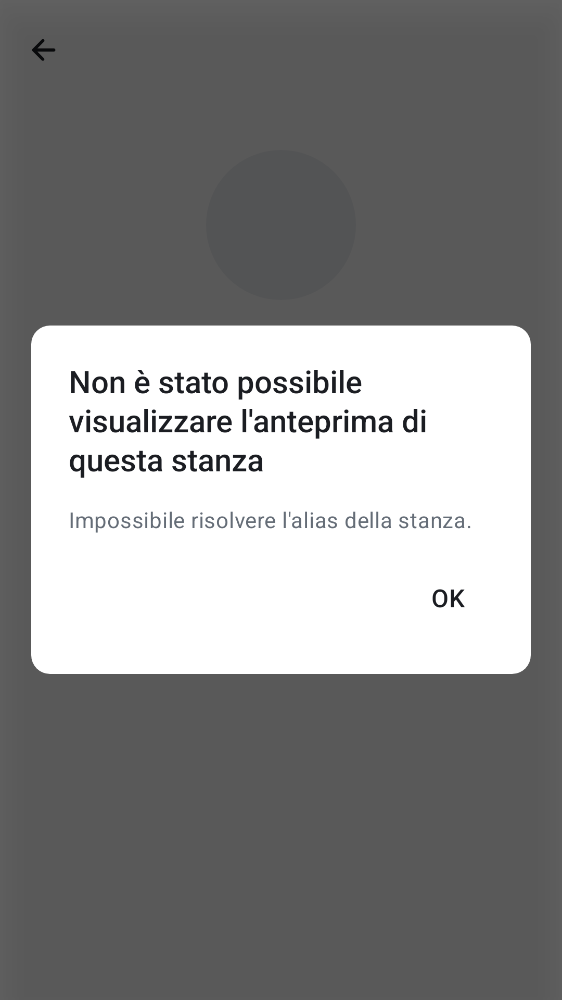 Non è stato possibile
visualizzare l'anteprima di
questa stanza
Impossibile risolvere l'alias della stanza.
OK